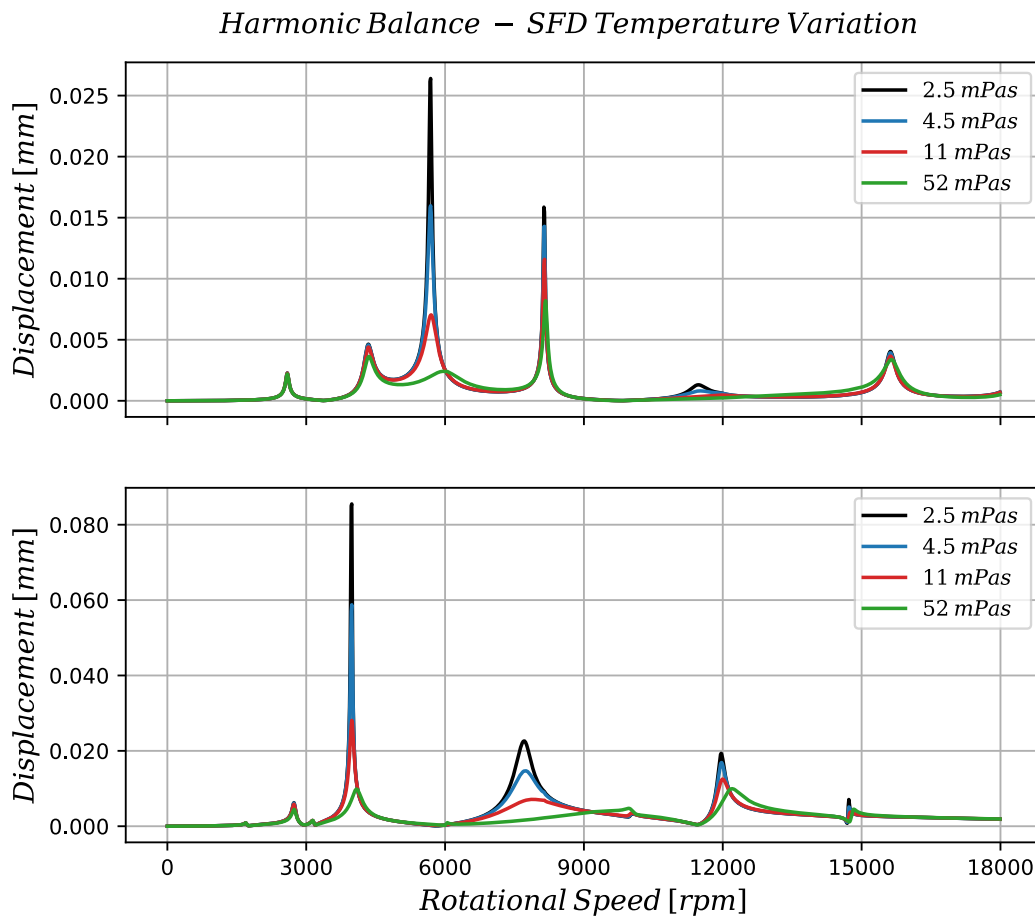 Harmonic Balance − SFD Temperature Variation
Displacement [mm]
0.025
0.020
0.015
0.010
0.005
0.000
2.5 mPas
4.5 mPas
11 mPas
52 mPas
Displacement [mm]
0.080
0.060
0.040
0.020
0.000
2.5 mPas
4.5 mPas
11 mPas
52 mPas
0 3000 6000 9000 12000 15000 18000
Rotational Speed [rpm]